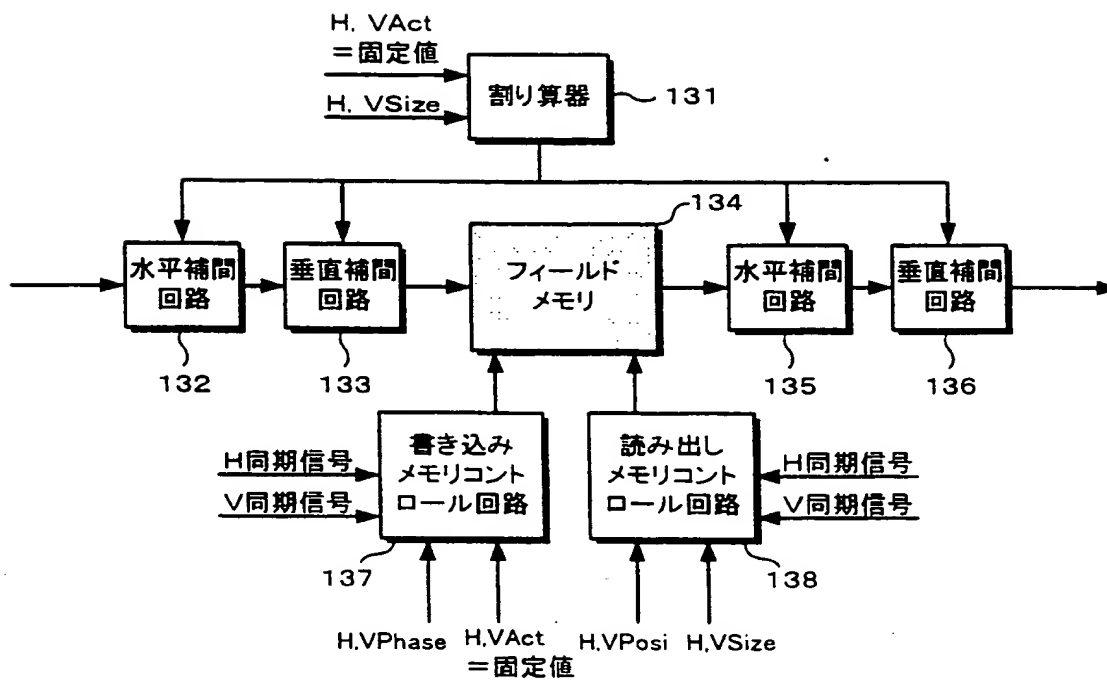 H, VAct
=固定値
H, VSize
割り算器
131
134
水平補間
回路
垂直補間
回路
フィールド
メモリ
水平補間
回路
垂直補間
回路
132
133
135
136
書き込み
メモリコント
ロール回路
読み出し
メモリコント
ロール回路
H同期信号
V同期信号
H同期信号
V同期信号
137
138
H,VPhase
H,VAct
=固定値
H,VPosi
H,VSize